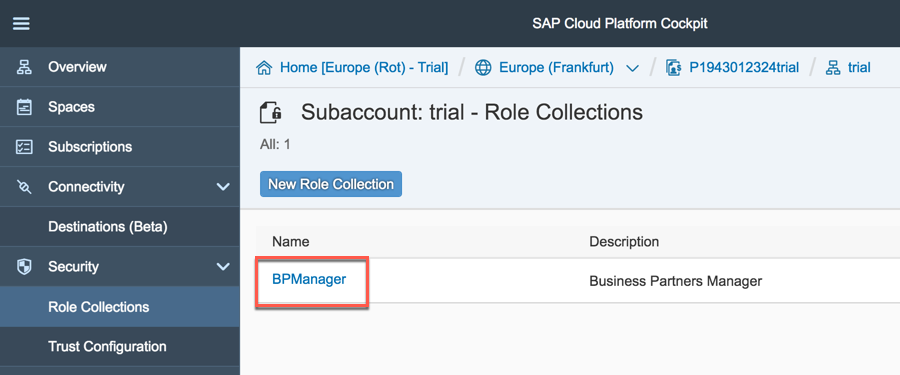 SAP Cloud Platform Cockpit
Overview
Spaces
Subscriptions
Connectivity
Destinations (Beta)
Security
Role Collections
Trust Configuration
Home [Europe (Rot) - Trial] / Europe (Frankfurt) / P1943012324trial / trial
Subaccount: trial - Role Collections
All: 1
New Role Collection
Name Description
BPManager Business Partners Manager